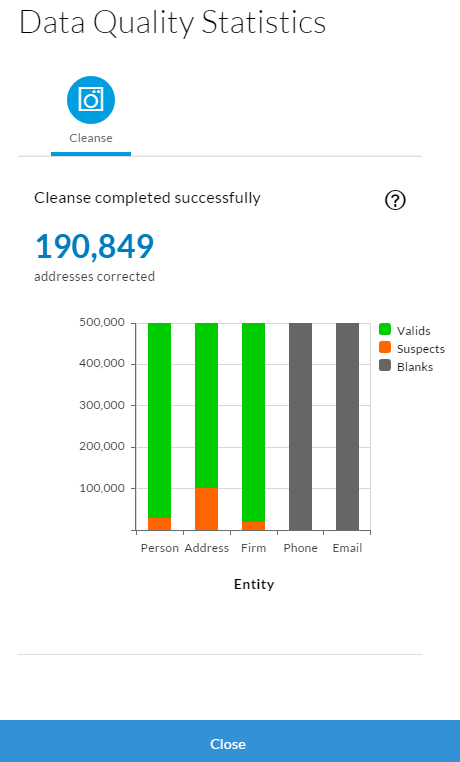 Data Quality Statistics
Cleanse
Cleanse completed successfully
?
190,849
addresses corrected
500,000
400,000
300,000
200,000
100,000
Valids
Suspects
Blanks
Person Address Firm Phone Email
Entity
Close